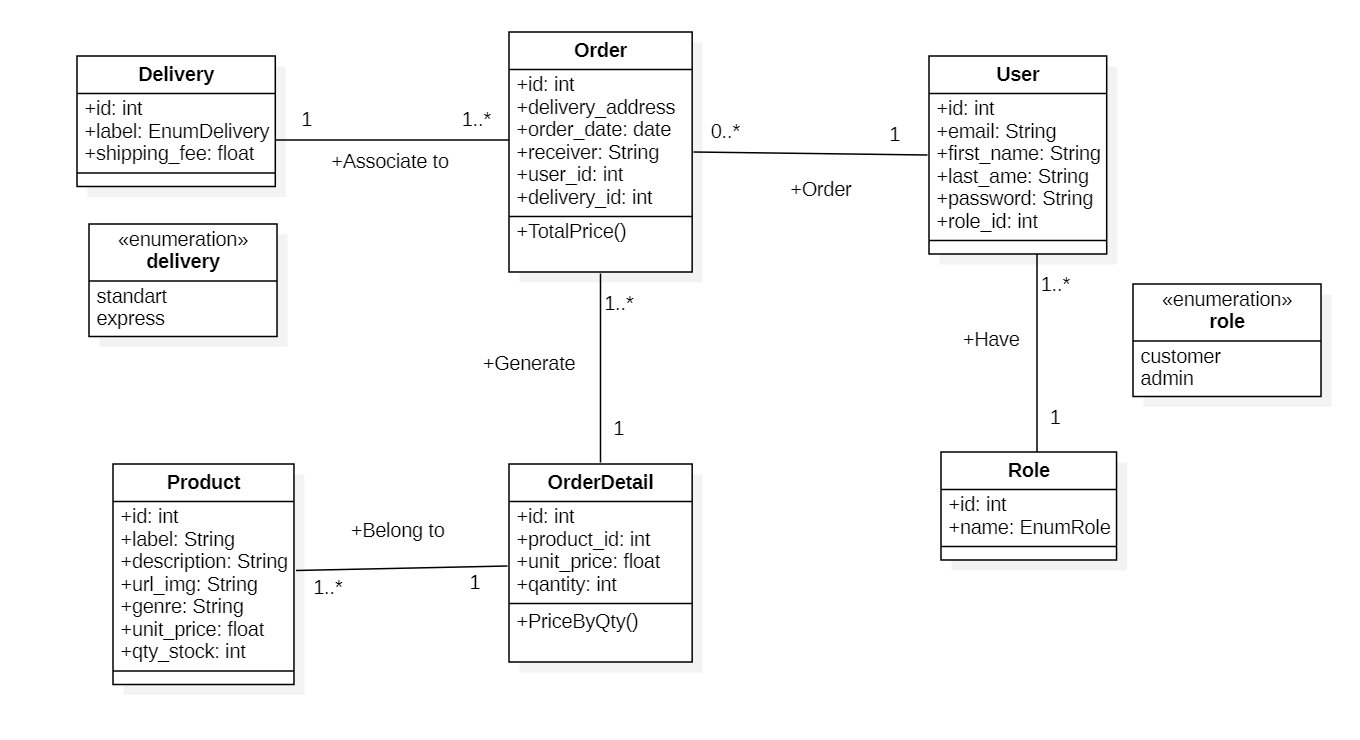 Delivery
+id: int
+label: EnumDelivery
+shipping_fee: float
1
1..*
+Associate to
Order
+id: int
+delivery_address
+order_date: date
+receiver: String
+user_id: int
+delivery_id: int
+TotalPrice()
0..*
1
+Order
User
+id: int
+email: String
+first_name: String
+last_ame: String
+password: String
+role_id: int
«enumeration»
delivery
standart
express
1..*
+Generate
1
1..*
+Have
1
«enumeration»
role
customer
admin
Product
+id: int
+label: String
+description: String
+url_img: String
+genre: String
+unit_price: float
+qty_stock: int
+Belong to
1..*
1
OrderDetail
+id: int
+product_id: int
+unit_price: float
+qantity: int
+PriceByQty()
Role
+id: int
+name: EnumRole